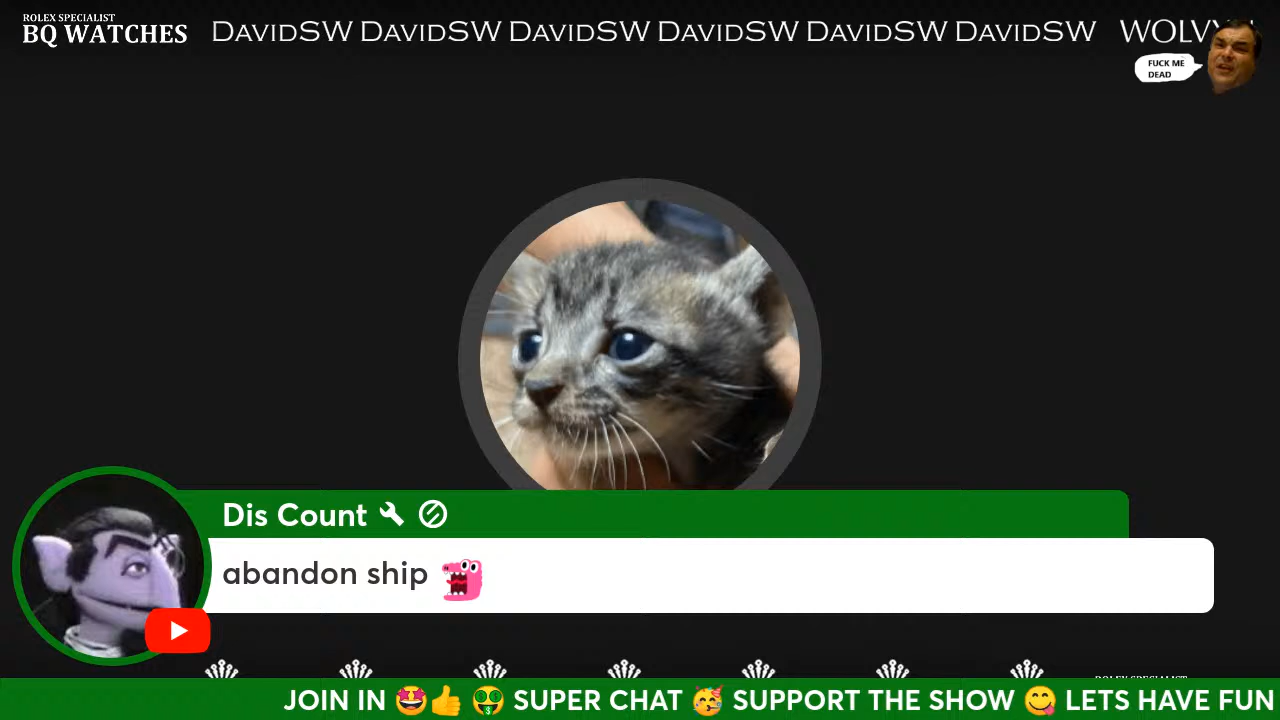 ROLEX SPECIALIST
BQ WATCHES
DAVIDSW DAVIDSW DAVIDSW DAVIDSW DAVIDSW DAVIDSW
FUCK ME
DEAD
Dis Count
abandon ship
JOIN IN 🤩👍 🤑 SUPER CHAT 🥳 SUPPORT THE SHOW 😋 LETS HAVE FUN